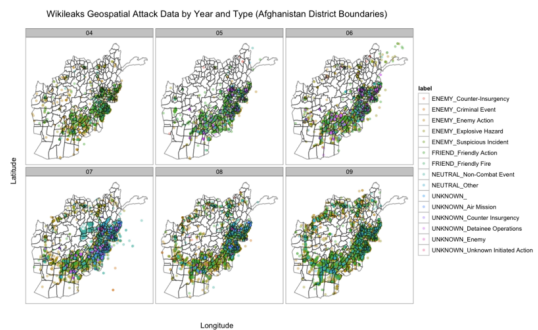 Wikileaks Geospatial Attack Data by Year and Type (Afghanistan District Boundaries)
04
05
06
07
08
09
Latitude
Longitude
label
ENEMY_Counter-Insurgency
ENEMY_Criminal Event
ENEMY_Enemy Action
ENEMY_Explosive Hazard
ENEMY_Suspicious Incident
FRIEND_Friendly Action
FRIEND_Friendly Fire
NEUTRAL_Non-Combat Event
NEUTRAL_Other
UNKNOWN_
UNKNOWN_Air Mission
UNKNOWN_Counter Insurgency
UNKNOWN_Detainee Operations
UNKNOWN_Enemy
UNKNOWN_Unknown Initiated Action